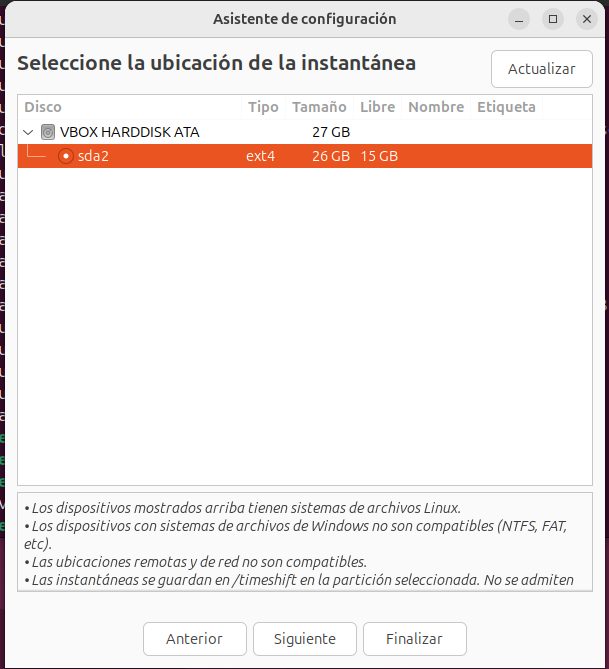 Asistente de configuración
Seleccione la ubicación de la instantánea
Actualizar
Disco Tipo Tamaño Libre Nombre Etiqueta
VBOX HARDDISK ATA 27 GB
sda2 ext4 26 GB 15 GB
• Los dispositivos mostrados arriba tienen sistemas de archivos Linux.
• Los dispositivos con sistemas de archivos de Windows no son compatibles (NTFS, FAT,
etc).
• Las ubicaciones remotas y de red no son compatibles.
• Las instantáneas se guardan en /timeshift en la partición seleccionada. No se admiten
Anterior Siguiente Finalizar